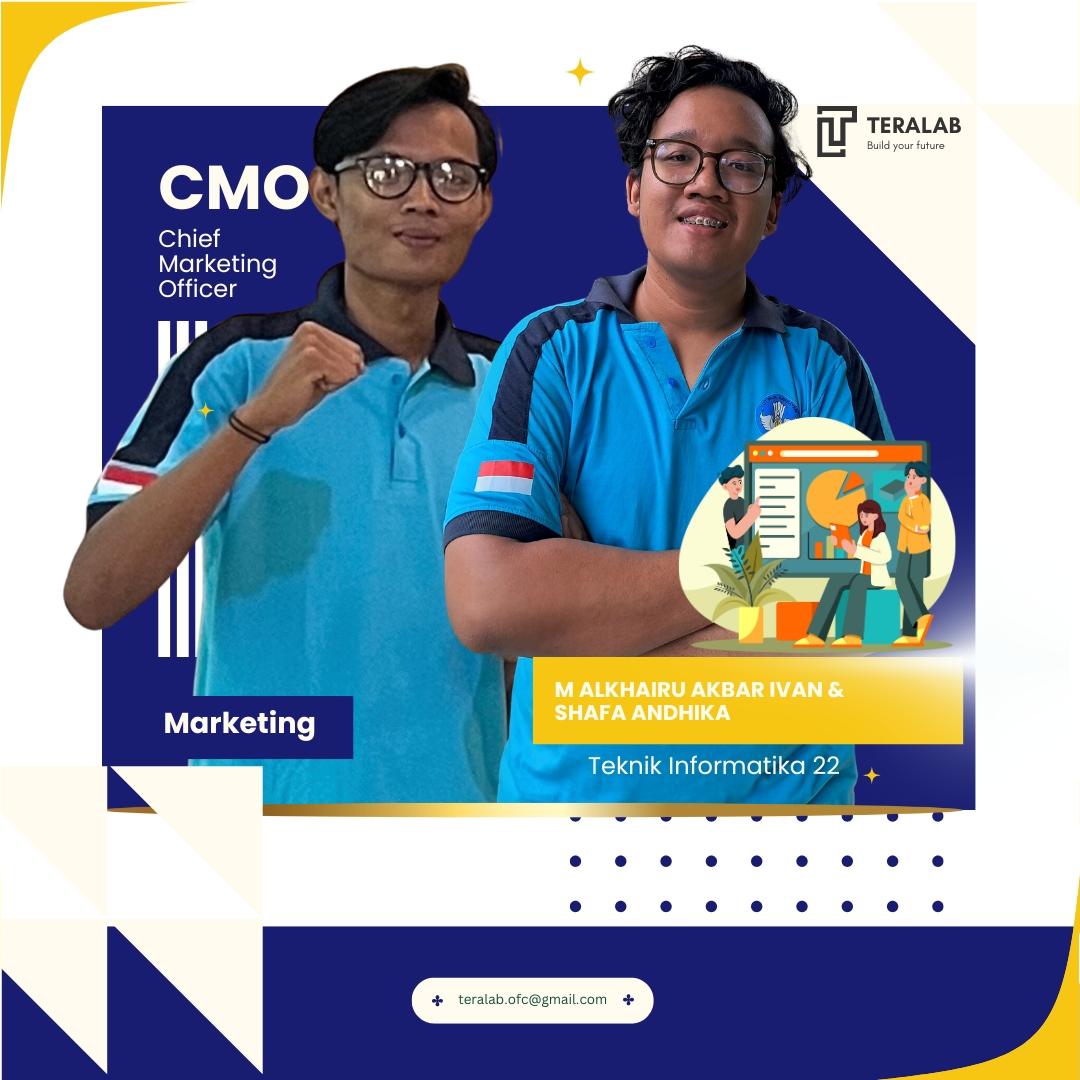 TERALAB
Build your future
CMO
Chief
Marketing
Officer
Marketing
M ALKHAIRU AKBAR IVAN &
SHAFA ANDHIKA
Teknik Informatika 22
teralab.ofc@gmail.com